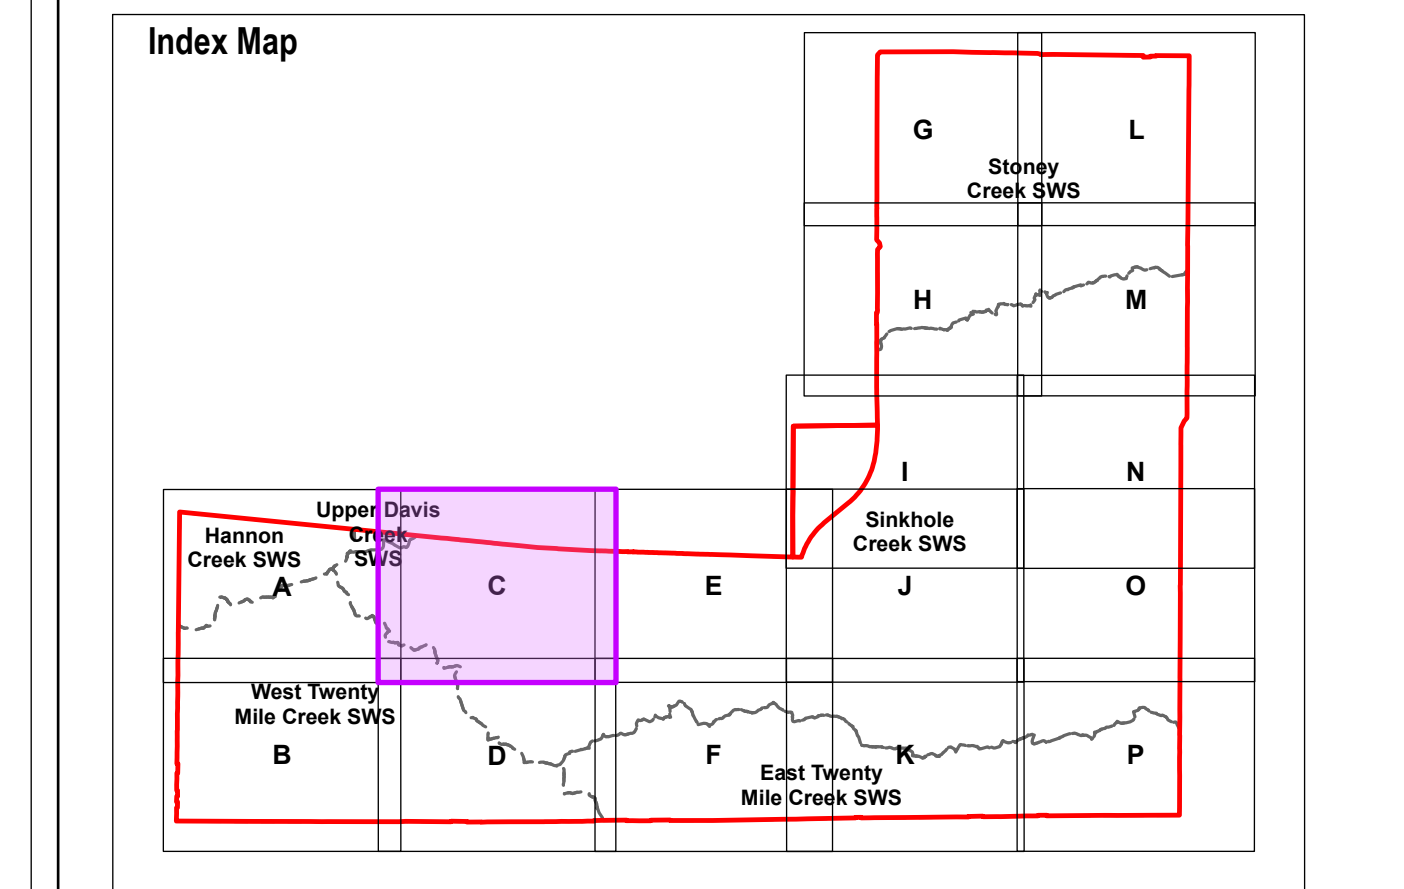 Index Map
G
L
Stoney
Creek SWS
H
M
I
N
Upper Davis
Creek
SWS
Hannon
Creek SWS
Sinkhole
Creek SWS
A
C
E
J
O
West Twenty
Mile Creek SWS
B
D
F
K
P
East Twenty
Mile Creek SWS